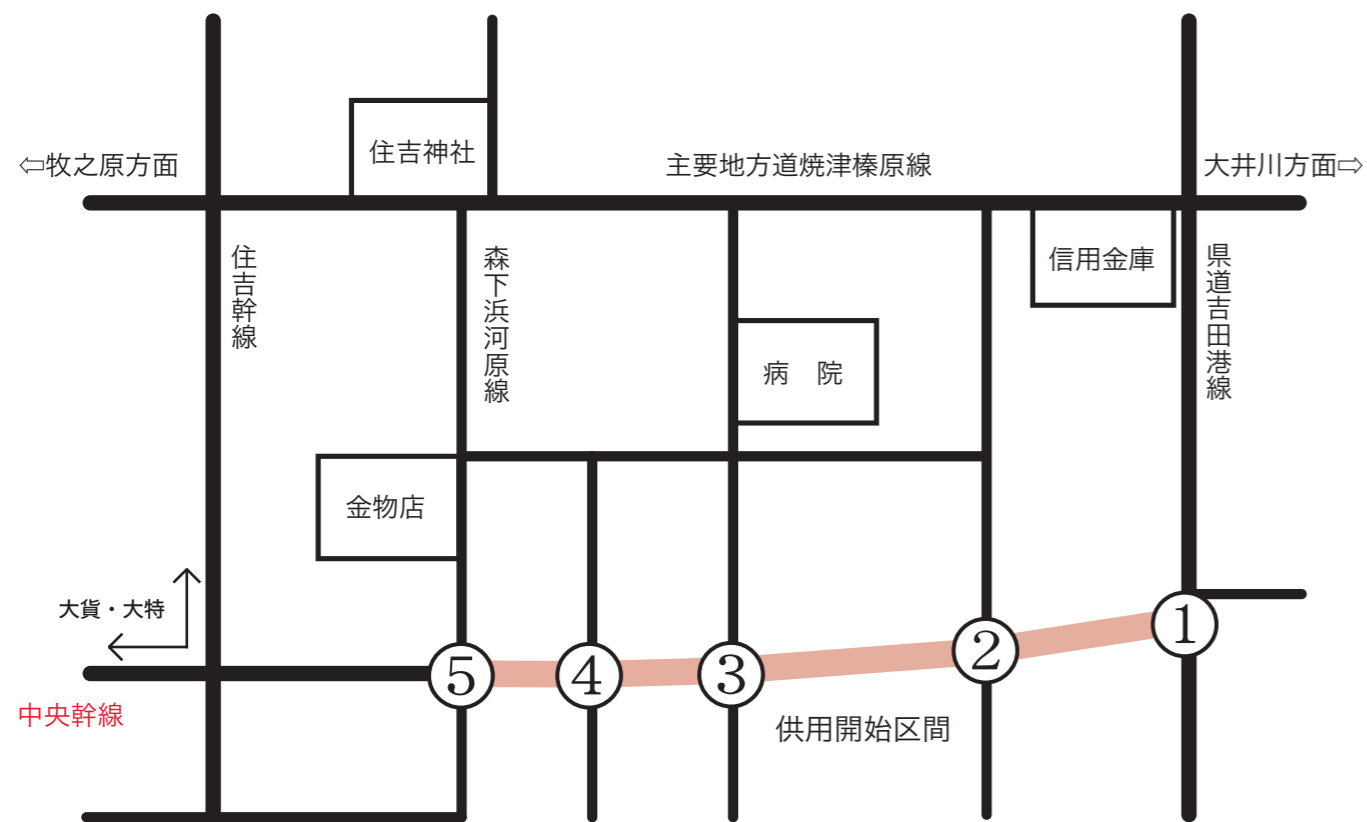 住吉神社
⇦牧之原方面
主要地方道焼津榛原線
大井川方面⇨
住吉幹線
森下浜河原線
信用金庫
県道吉田港線
病　院
金物店
大貨・大特
①
②
③
④
⑤
中央幹線
供用開始区間